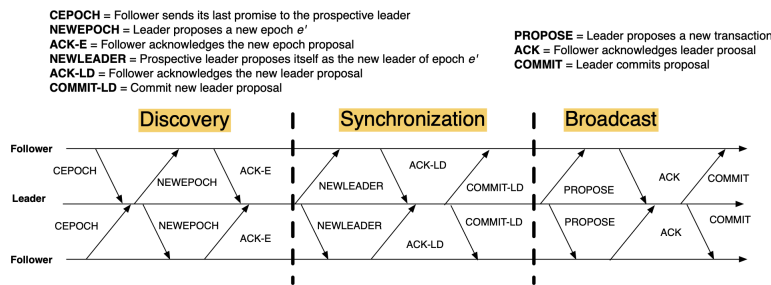 CEPOCH = Follower sends its last promise to the prospective leader
NEWEPOCH = Leader proposes a new epoch e'
ACK-E = Follower acknowledges the new epoch proposal
NEWLEADER = Prospective leader proposes itself as the new leader of epoch e'
ACK-LD = Follower acknowledges the new leader proposal
COMMIT-LD = Commit new leader proposal
PROPOSE = Leader proposes a new transaction
ACK = Follower acknowledges leader proosal
COMMIT = Leader commits proposal
Discovery Synchronization Broadcast
Follower
CEPOCH NEWEPOCH ACK-E NEWLEADER ACK-LD COMMIT-LD PROPOSE ACK COMMIT
Leader
CEPOCH NEWEPOCH ACK-E NEWLEADER ACK-LD COMMIT-LD PROPOSE ACK COMMIT
Follower